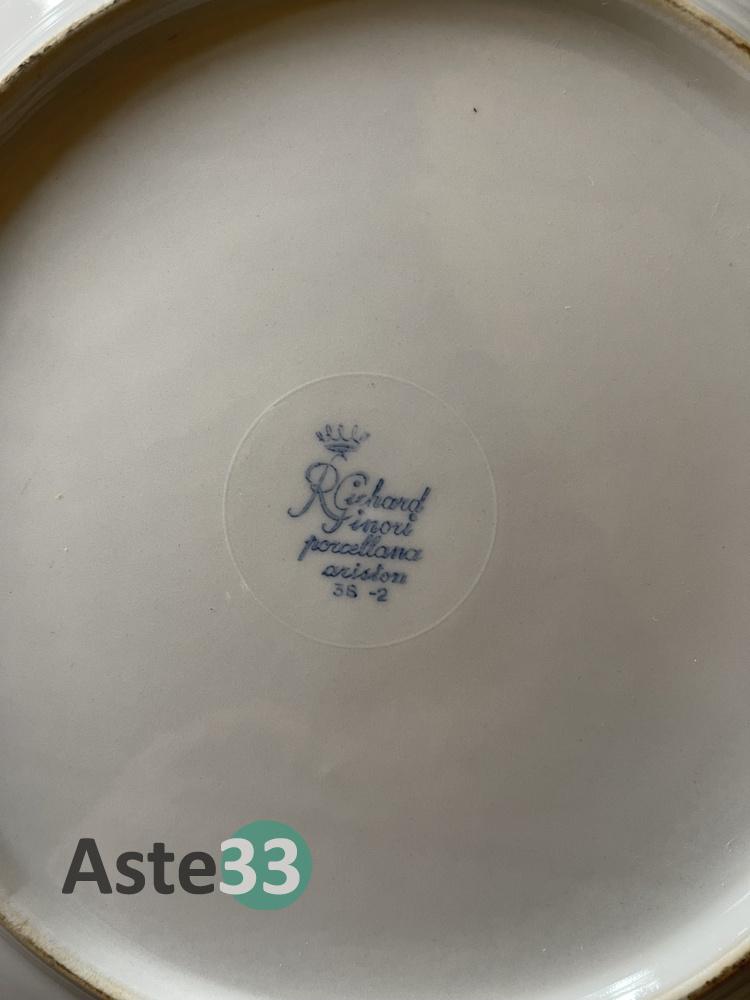 Richard
Ginori
porcellana
ariston
38 -2
Aste33